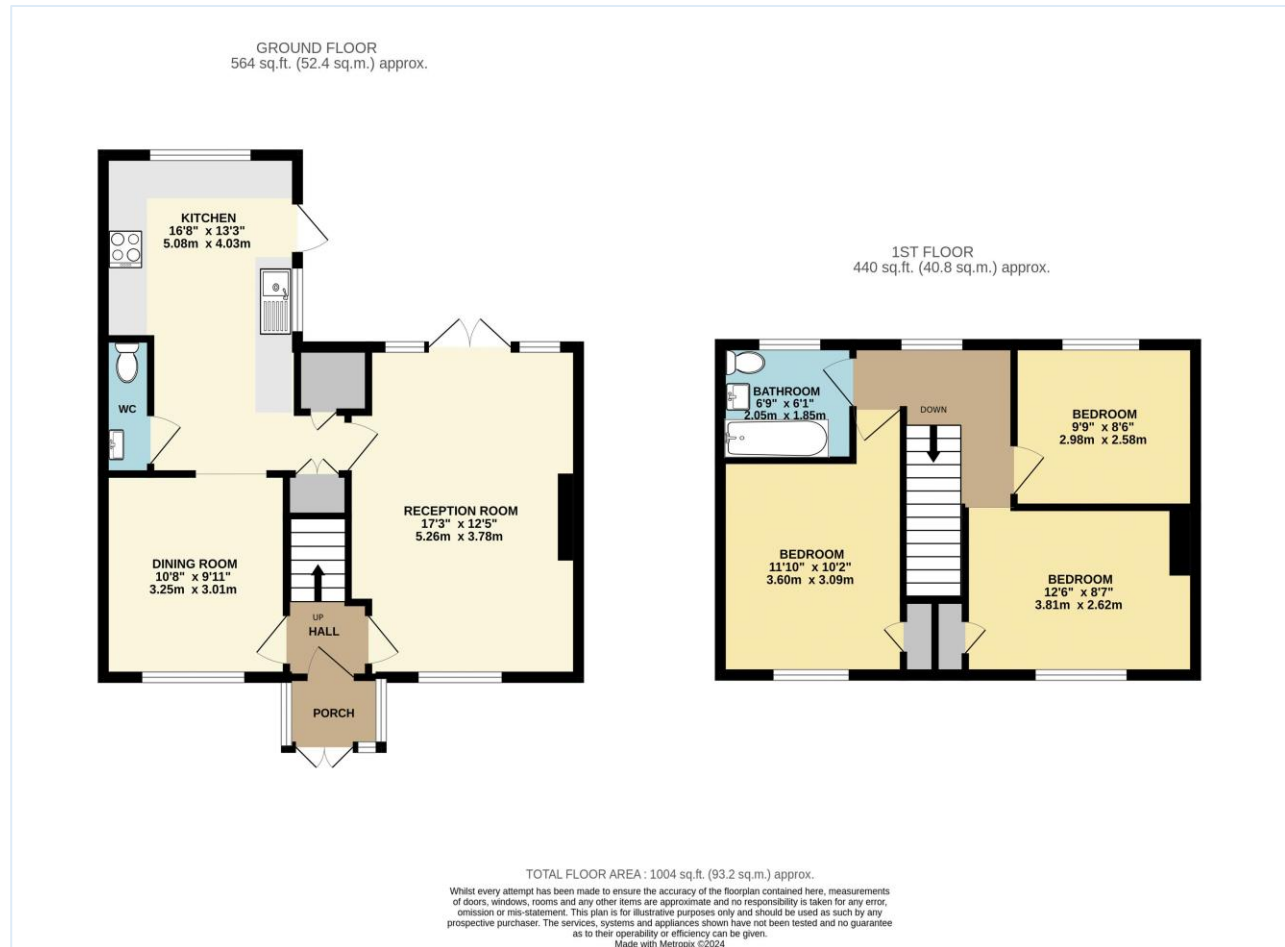 GROUND FLOOR
564 sq.ft. (52.4 sq.m.) approx.
KITCHEN
16'8" x 13'3"
5.08m x 4.03m
WC
RECEPTION ROOM
17'3" x 12'5"
5.26m x 3.78m
DINING ROOM
10'8" x 9'11"
3.25m x 3.01m
UP
HALL
PORCH
1ST FLOOR
440 sq.ft. (40.8 sq.m.) approx.
BATHROOM
6'9" x 6'1"
2.05m x 1.85m
DOWN
BEDROOM
9'9" x 8'6"
2.98m x 2.58m
BEDROOM
11'10" x 10'2"
3.60m x 3.09m
BEDROOM
12'6" x 8'7"
3.81m x 2.62m
TOTAL FLOOR AREA : 1004 sq.ft. (93.2 sq.m.) approx.
Whilst every attempt has been made to ensure the accuracy of the floorplan contained here, measurements
of doors, windows, rooms and any other items are approximate and no responsibility is taken for any error,
omission or mis-statement. This plan is for illustrative purposes only and should be used as such by any
prospective purchaser. The services, systems and appliances shown have not been tested and no guarantee
as to their operability or efficiency can be given.
Made with Metropix ©2024